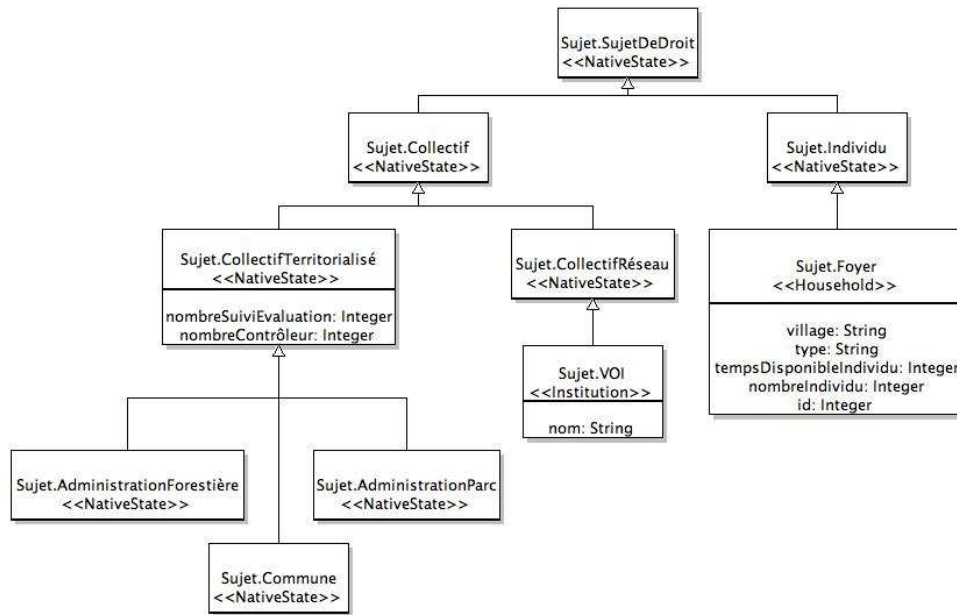 Sujet.SujetDeDroit
<<NativeState>>
Sujet.Collectif
<<NativeState>>
Sujet.Individu
<<NativeState>>
Sujet.CollectifTerritorialisé
<<NativeState>>
nombreSuiviEvaluation: Integer
nombreContrôleur: Integer
Sujet.CollectifRéseau
<<NativeState>>
Sujet.Foyer
<<Household>>
village: String
type: String
tempsDisponibleIndividu: Integer
nombreIndividu: Integer
id: Integer
Sujet.VOI
<<Institution>>
nom: String
Sujet.AdministrationForestière
<<NativeState>>
Sujet.AdministrationParc
<<NativeState>>
Sujet.Commune
<<NativeState>>